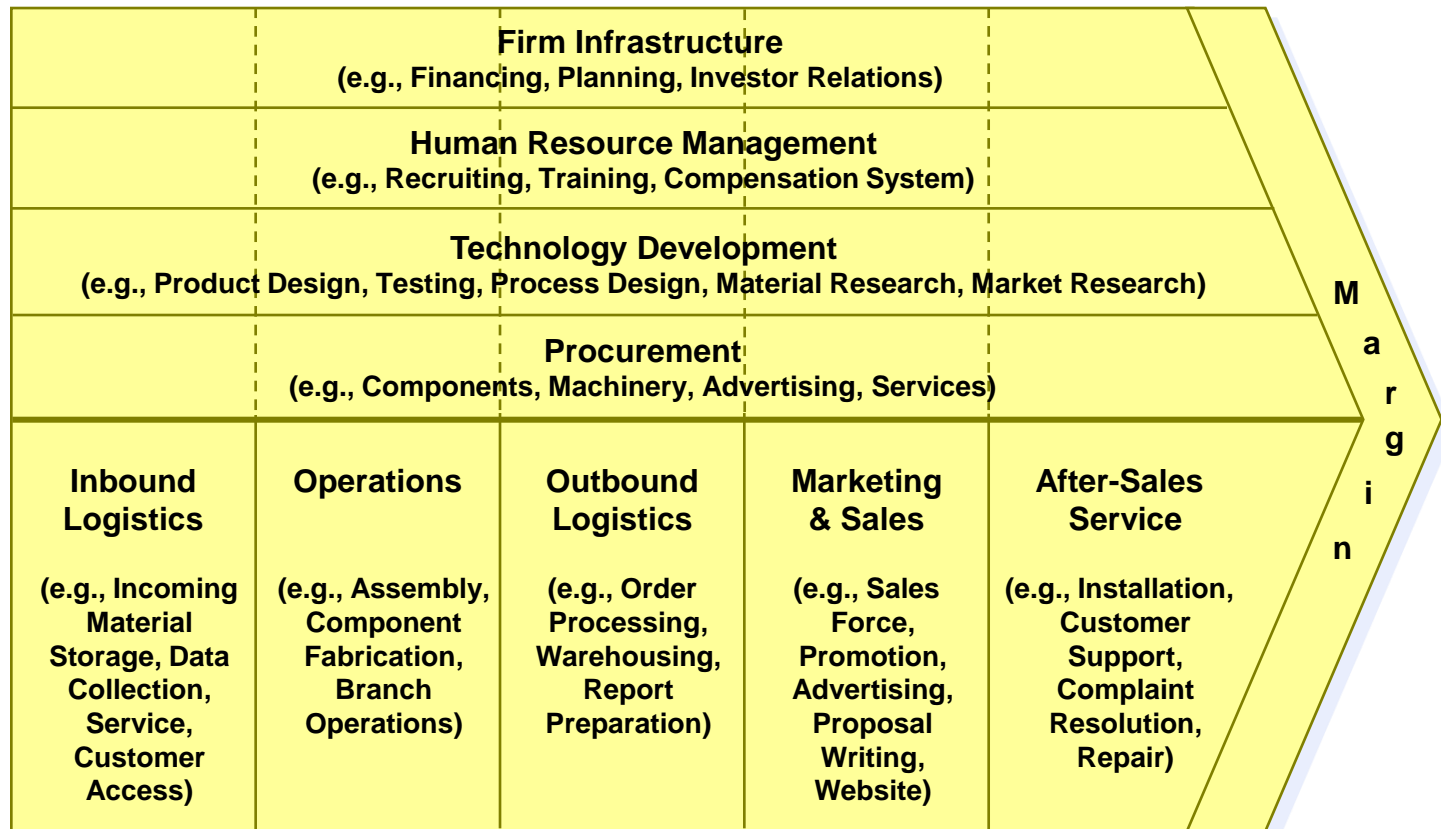 Firm Infrastructure
(e.g., Financing, Planning, Investor Relations)
Human Resource Management
(e.g., Recruiting, Training, Compensation System)
Technology Development
(e.g., Product Design, Testing, Process Design, Material Research, Market Research)
Procurement
(e.g., Components, Machinery, Advertising, Services)
Inbound
Logistics
(e.g., Incoming
Material
Storage, Data
Collection,
Service,
Customer
Access)
Operations
(e.g., Assembly,
Component
Fabrication,
Branch
Operations)
Outbound
Logistics
(e.g., Order
Processing,
Warehousing,
Report
Preparation)
Marketing
& Sales
(e.g., Sales
Force,
Promotion,
Advertising,
Proposal
Writing,
Website)
After-Sales
Service
(e.g., Installation,
Customer
Support,
Complaint
Resolution,
Repair)
Margin